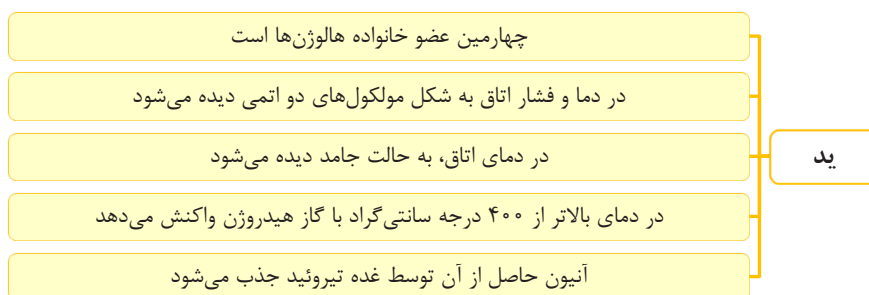 ید
چهارمین عضو خانواده هالوژن‌ها است
در دما و فشار اتاق به شکل مولکول‌های دو اتمی دیده می‌شود
در دمای اتاق، به حالت جامد دیده می‌شود
در دمای بالاتر از ۴۰۰ درجه سانتی‌گراد با گاز هیدروژن واکنش می‌دهد
آنیون حاصل از آن توسط غده تیروئید جذب می‌شود